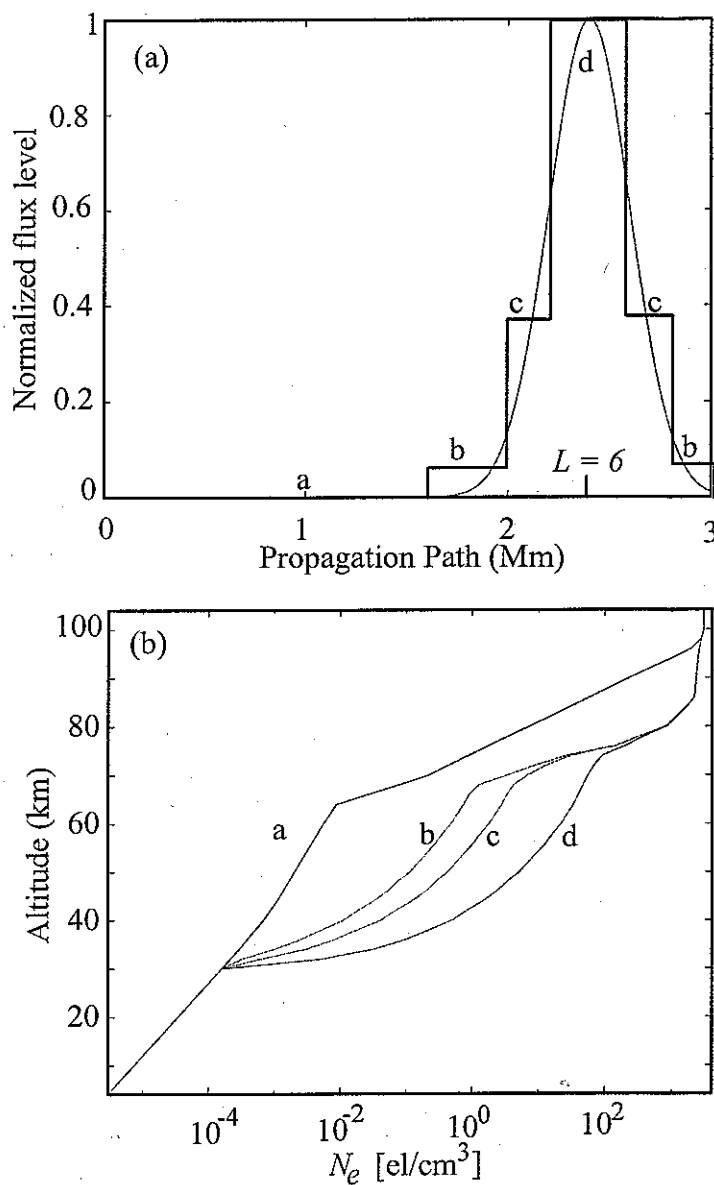 (a)
Normalized flux level
1
0.8
0.6
0.4
0.2
0
a
b
c
d
c
b
L = 6
0 1 2 3
Propagation Path (Mm)
(b)
Altitude (km)
100
80
60
40
20
a
b
c
d
10^-4 10^-2 10^0 10^2
N_e [el/cm^3]